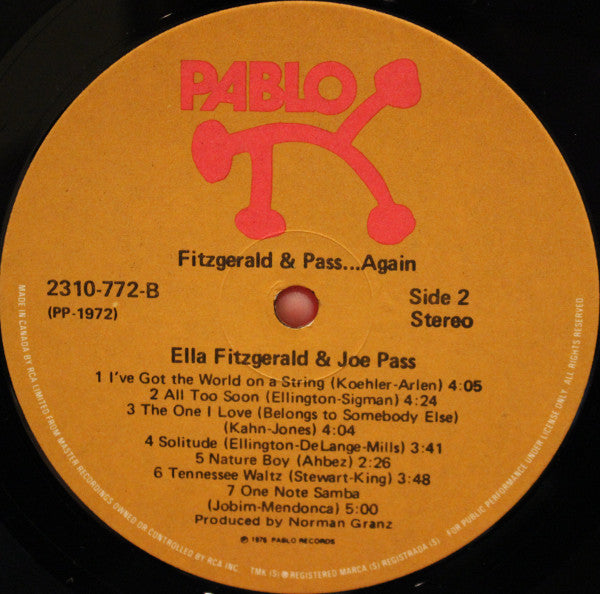 PABLO
Fitzgerald & Pass...Again
2310-772-B
(PP-1972)
Side 2
Stereo
Ella Fitzgerald & Joe Pass
1 I've Got the World on a String (Koehler-Arlen) 4:05
2 All Too Soon (Ellington-Sigman) 4:24
3 The One I Love (Belongs to Somebody Else)
(Kahn-Jones) 4:04
4 Solitude (Ellington-DeLange-Mills) 3:41
5 Nature Boy (Ahbez) 2:26
6 Tennessee Waltz (Stewart-King) 3:48
7 One Note Samba
(Jobim-Mendonca) 5:00
Produced by Norman Granz
℗ 1976 PABLO RECORDS
MADE IN CANADA BY RCA LIMITED FROM MASTER RECORDINGS OWNED OR CONTROLLED BY RCA INC. TMK (S) ® REGISTERED MARCA (S) REGISTRADA (S) FOR PUBLIC PERFORMANCE UNDER LICENCE ONLY ALL RIGHTS RESERVED.